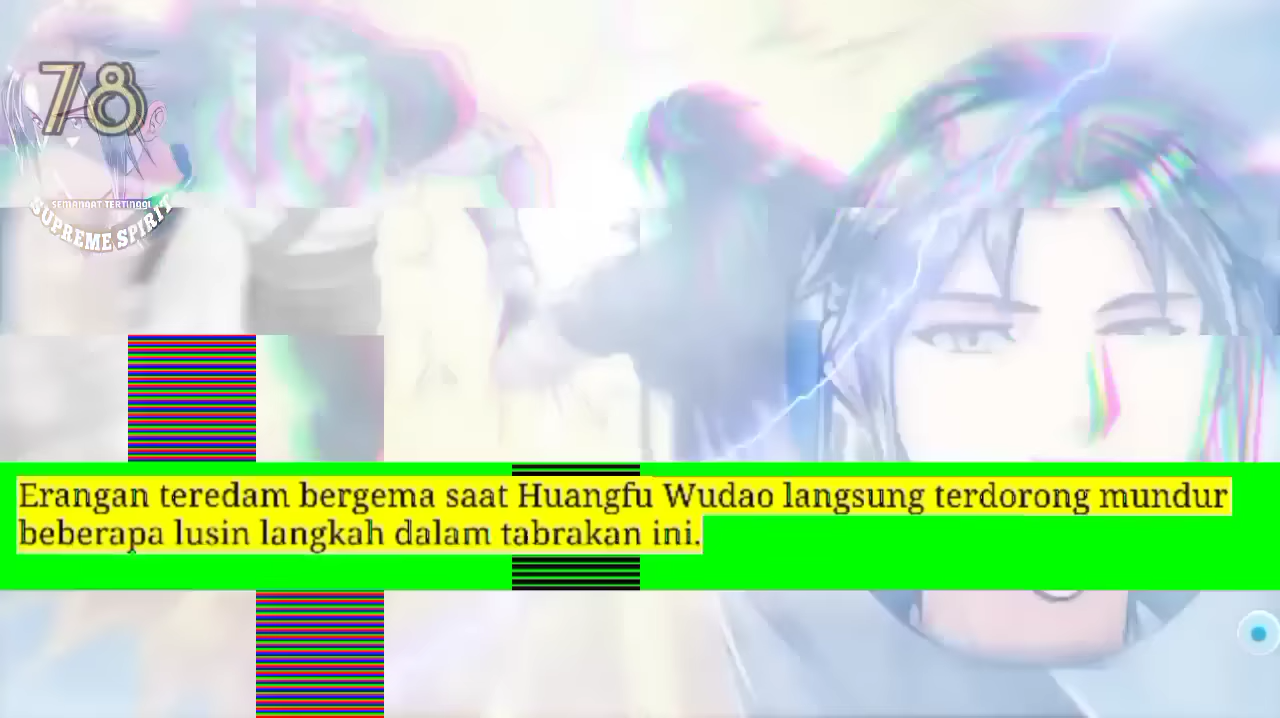 78
SEMANGAT TERTINGGI
SUPREME SPIRIT
Erangan teredam bergema saat Huangfu Wudao langsung terdorong mundur
beberapa lusin langkah dalam tabrakan ini.